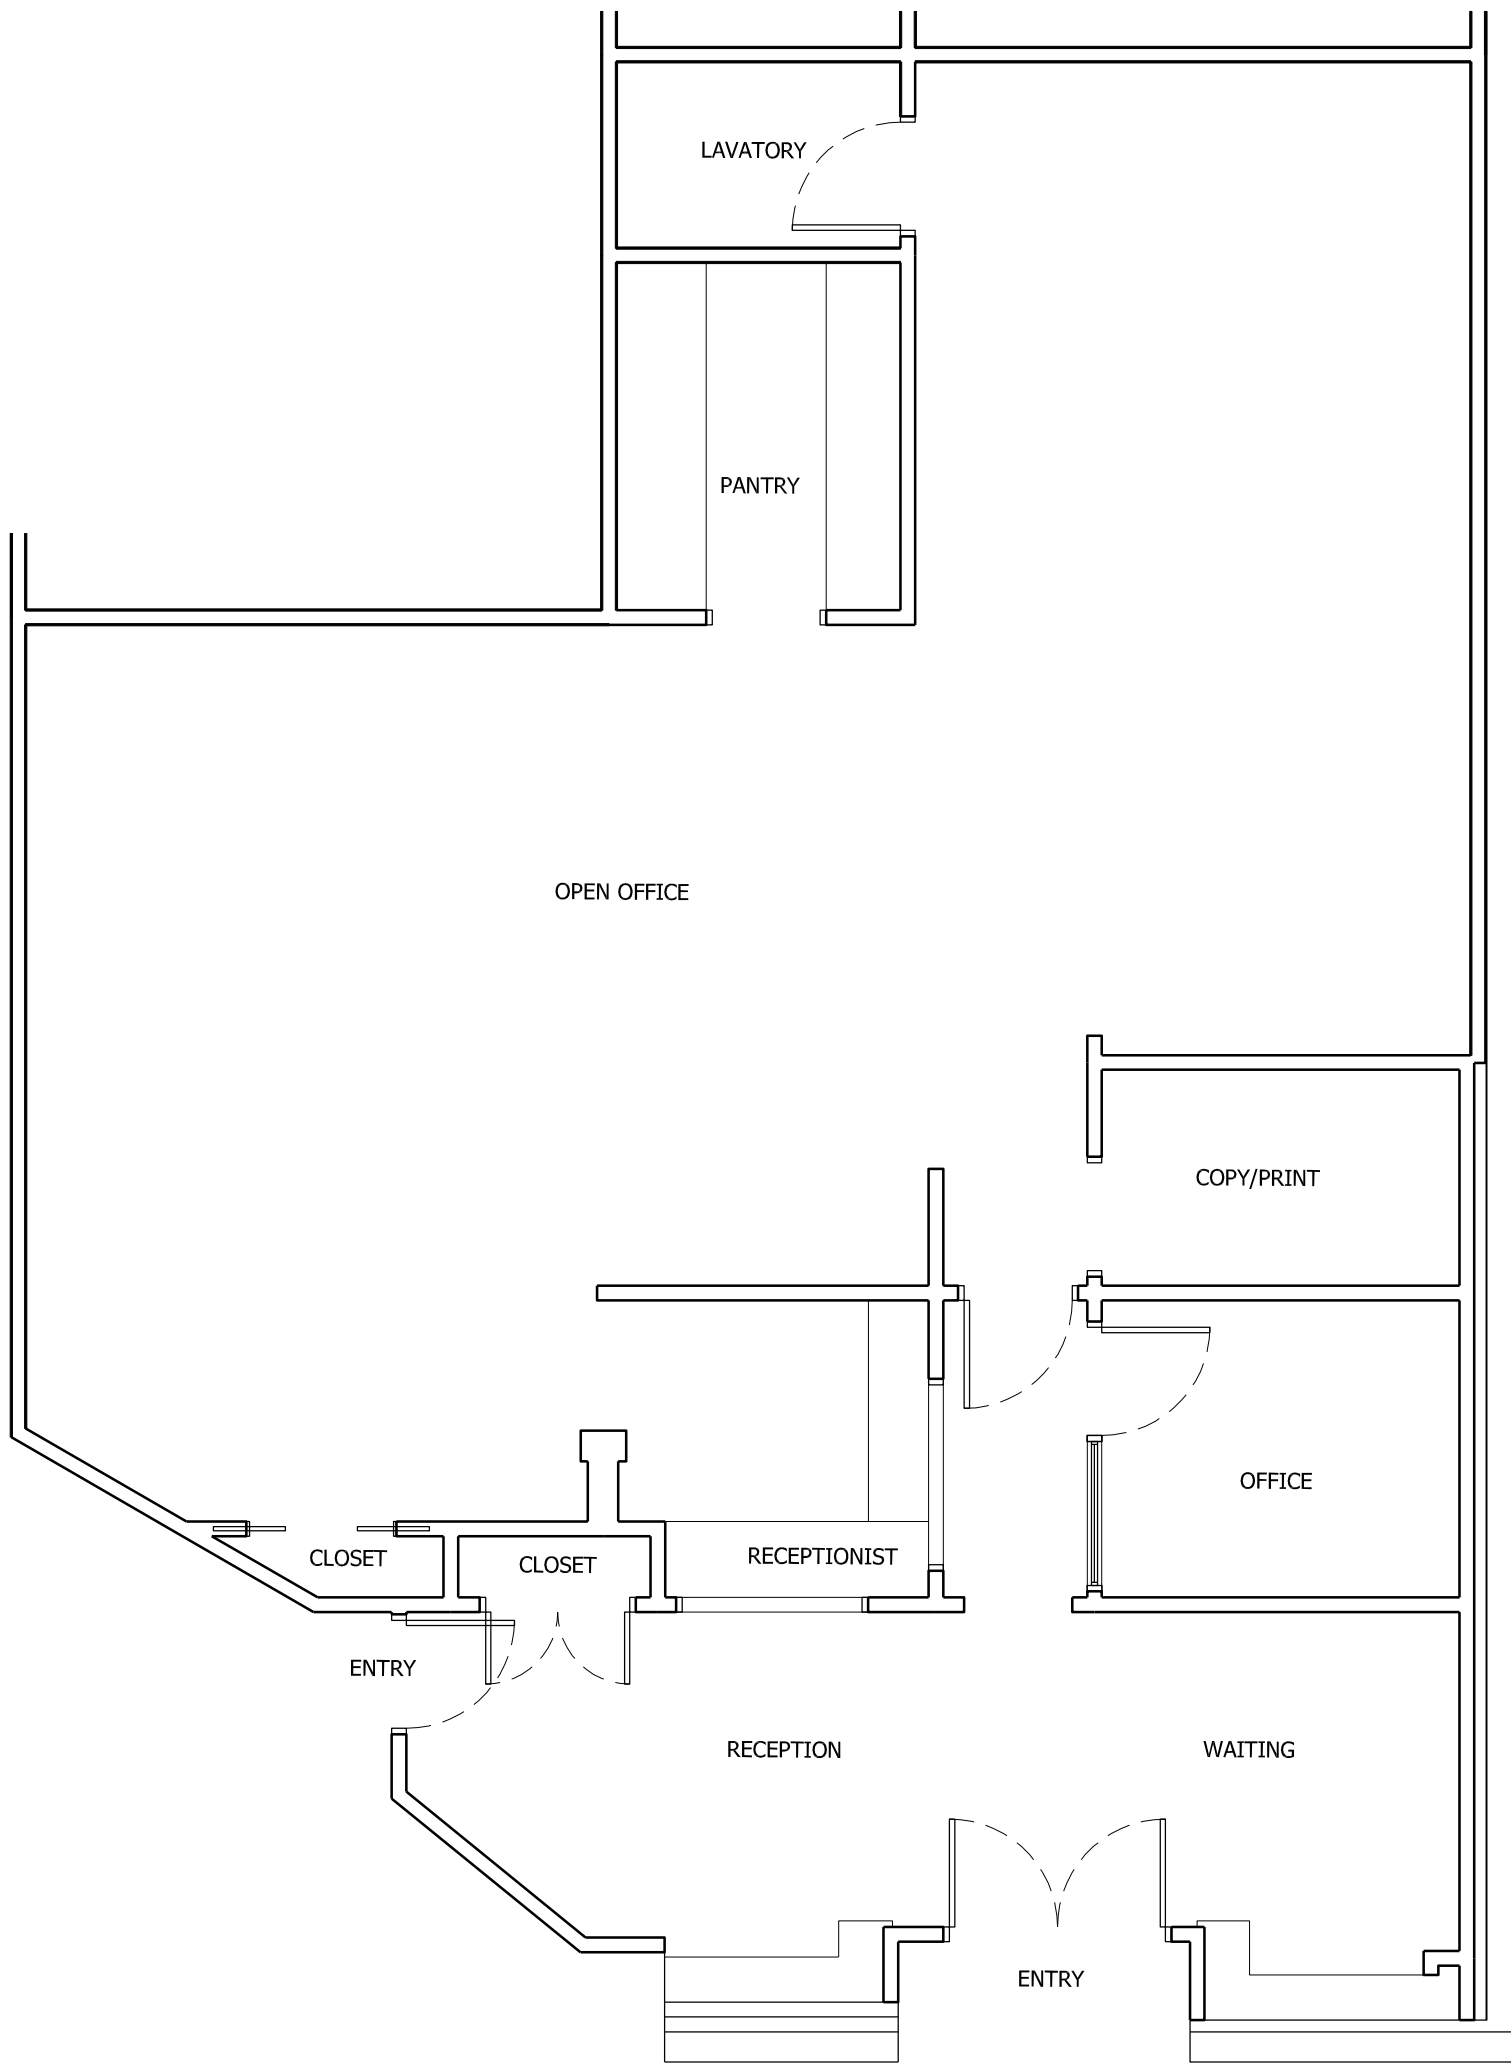 LAVATORY
PANTRY
OPEN OFFICE
COPY/PRINT
OFFICE
RECEPTIONIST
CLOSET
CLOSET
ENTRY
RECEPTION
WAITING
ENTRY